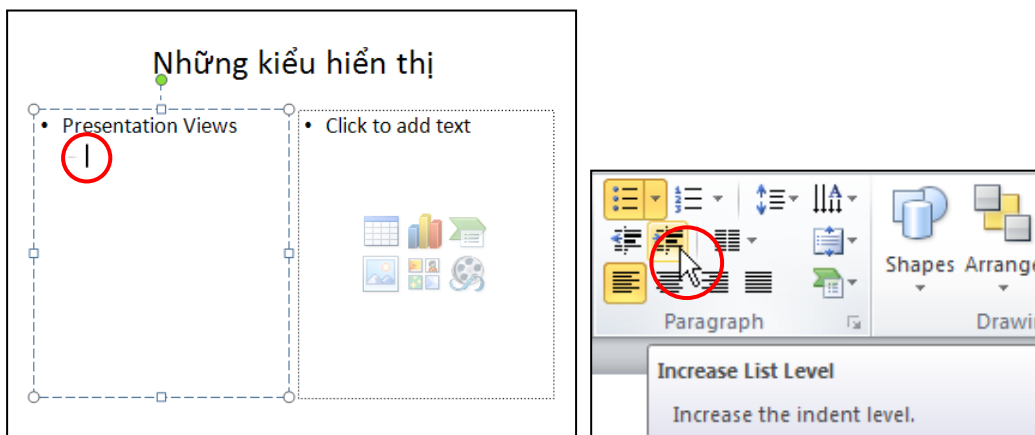 Những kiểu hiển thị
• Presentation Views
–
• Click to add text
Shapes Arrange
Paragraph
Increase List Level
Increase the indent level.